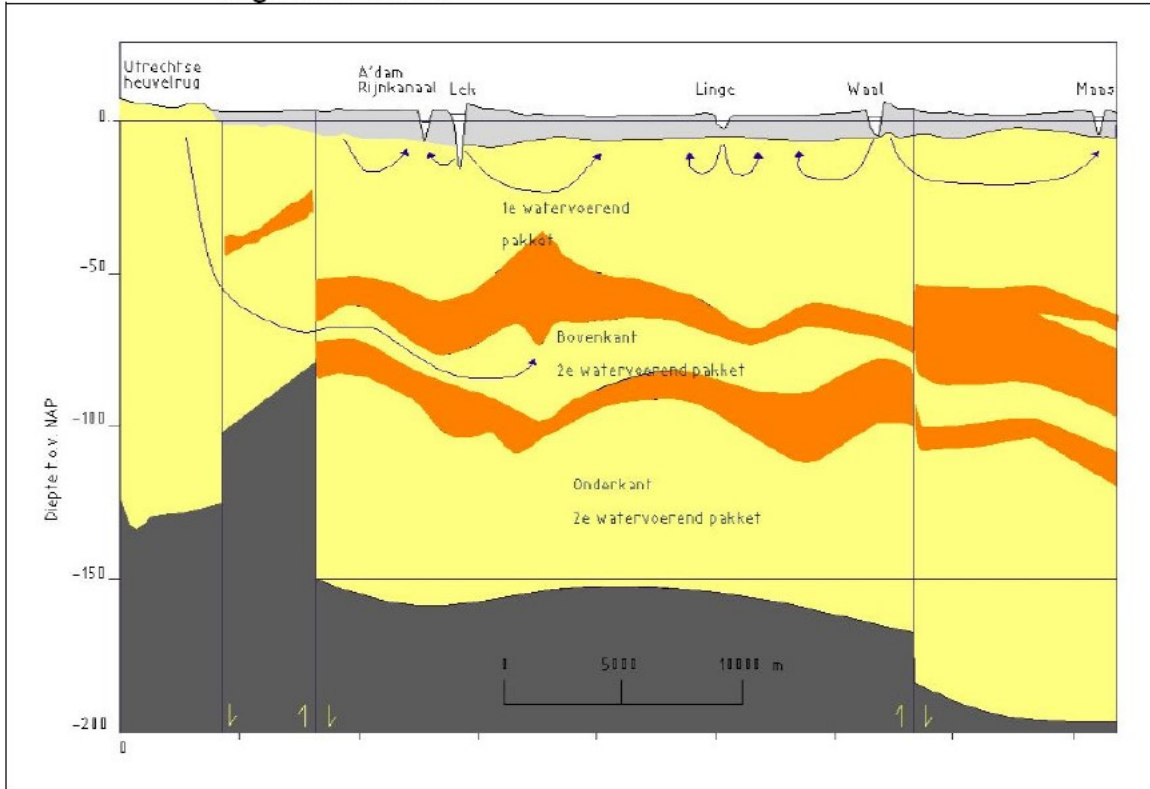 Utrechtse
heuvelrug
A'dam
Rijnkanaal
Lek
Linge
Waal
Maas
0
1e watervoerend
pakket
-50
Bovenkant
2e watervoerend pakket
Diepte t.o.v. NAP
-100
Onderkant
2e watervoerend pakket
-150
0
5000
10000 m
-200
0